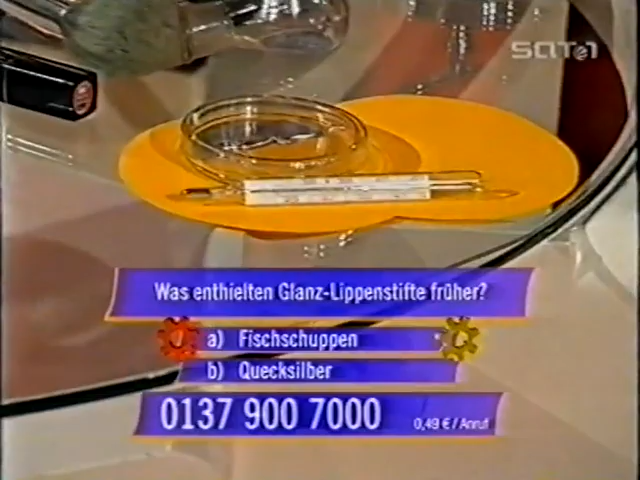 SAT.1
Was enthielten Glanz-Lippenstifte früher?
a) Fischschuppen
b) Quecksilber
0137 900 7000 0,49 €/Anruf